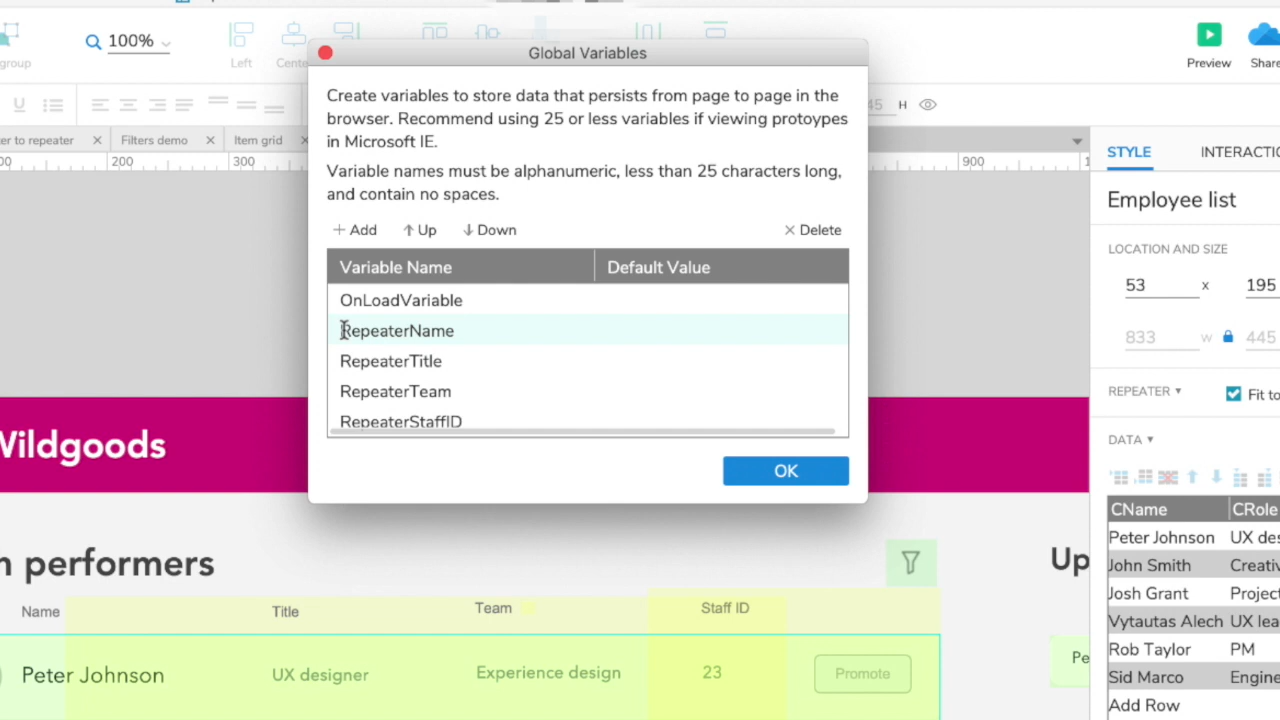 100%
group
Left
Cente
Preview
Share
Global Variables
Create variables to store data that persists from page to page in the
browser. Recommend using 25 or less variables if viewing protoypes
in Microsoft IE.
Variable names must be alphanumeric, less than 25 characters long,
and contain no spaces.
Add
Up
Down
Delete
Variable Name
Default Value
OnLoadVariable
RepeaterName
RepeaterTitle
RepeaterTeam
RepeaterStaffID
OK
U
45
H
er to repeater
Filters demo
Item grid
00
200
300
900
1
STYLE
INTERACTIO
Employee list
LOCATION AND SIZE
53
x
195
833
w
445
REPEATER
Fit to
DATA
CName
CRole
Peter Johnson
UX des
John Smith
Creativ
Josh Grant
Project
Vytautas Alech
UX lea
Rob Taylor
PM
Sid Marco
Engine
Add Row
Wildgoods
h performers
Up
Name
Title
Team
Staff ID
Peter Johnson
UX designer
Experience design
23
Promote
Pe